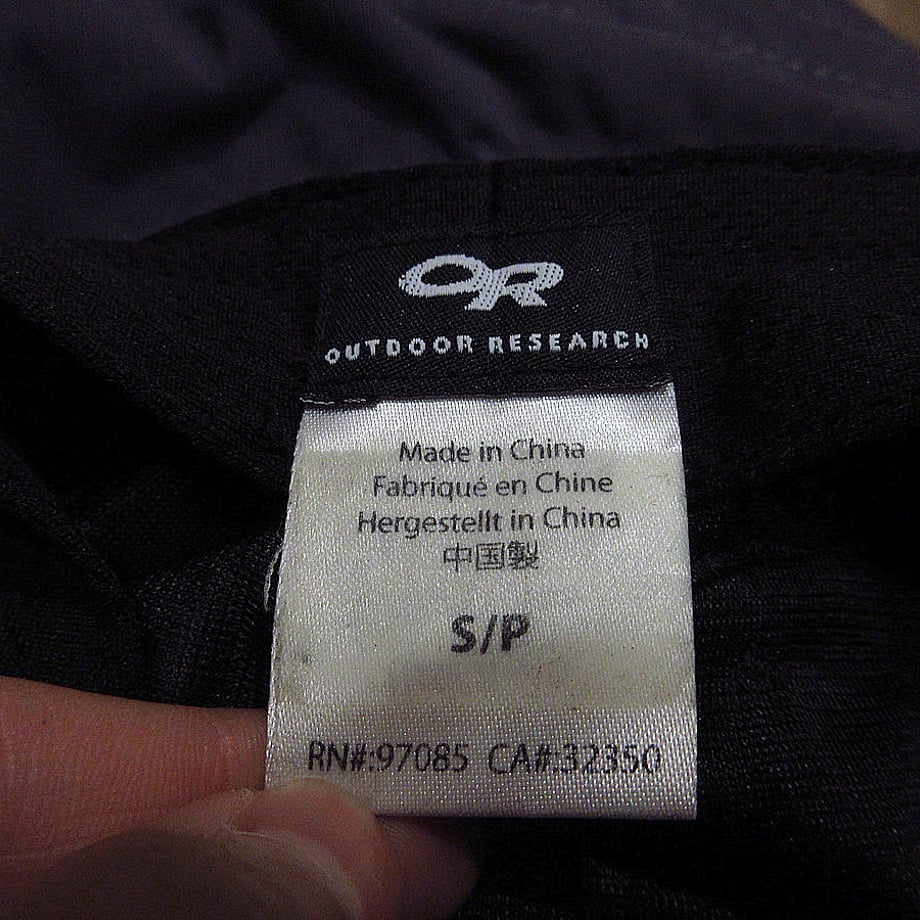 OR
OUTDOOR RESEARCH
Made in China
Fabriqué en Chine
Hergestellt in China
中国製
S/P
RN#:97085 CA#:32350